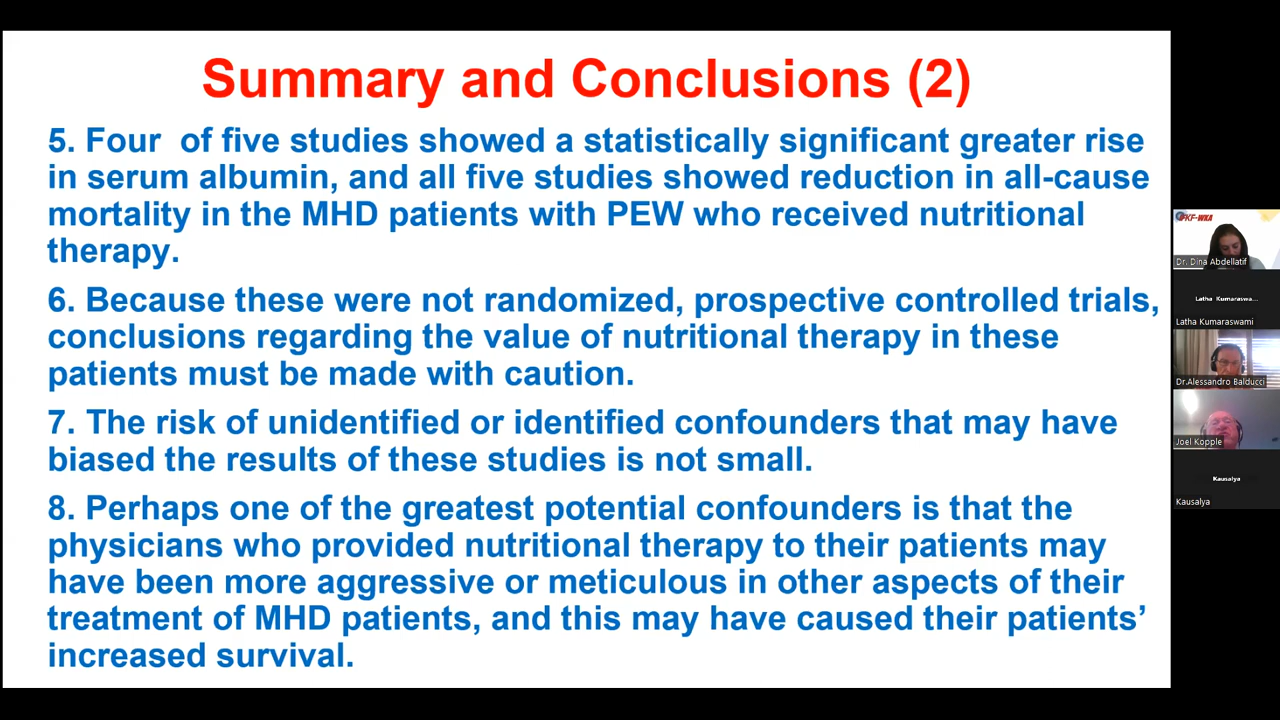 Summary and Conclusions (2)
5. Four of five studies showed a statistically significant greater rise
in serum albumin, and all five studies showed reduction in all-cause
mortality in the MHD patients with PEW who received nutritional
therapy.
6. Because these were not randomized, prospective controlled trials,
conclusions regarding the value of nutritional therapy in these
patients must be made with caution.
7. The risk of unidentified or identified confounders that may have
biased the results of these studies is not small.
8. Perhaps one of the greatest potential confounders is that the
physicians who provided nutritional therapy to their patients may
have been more aggressive or meticulous in other aspects of their
treatment of MHD patients, and this may have caused their patients’
increased survival.
Dr. Dina Abdellatif
Latha Kumaraswa...
Latha Kumaraswami
Dr.Alessandro Balducci
Joel Kopple
Kausalya
Kausalya